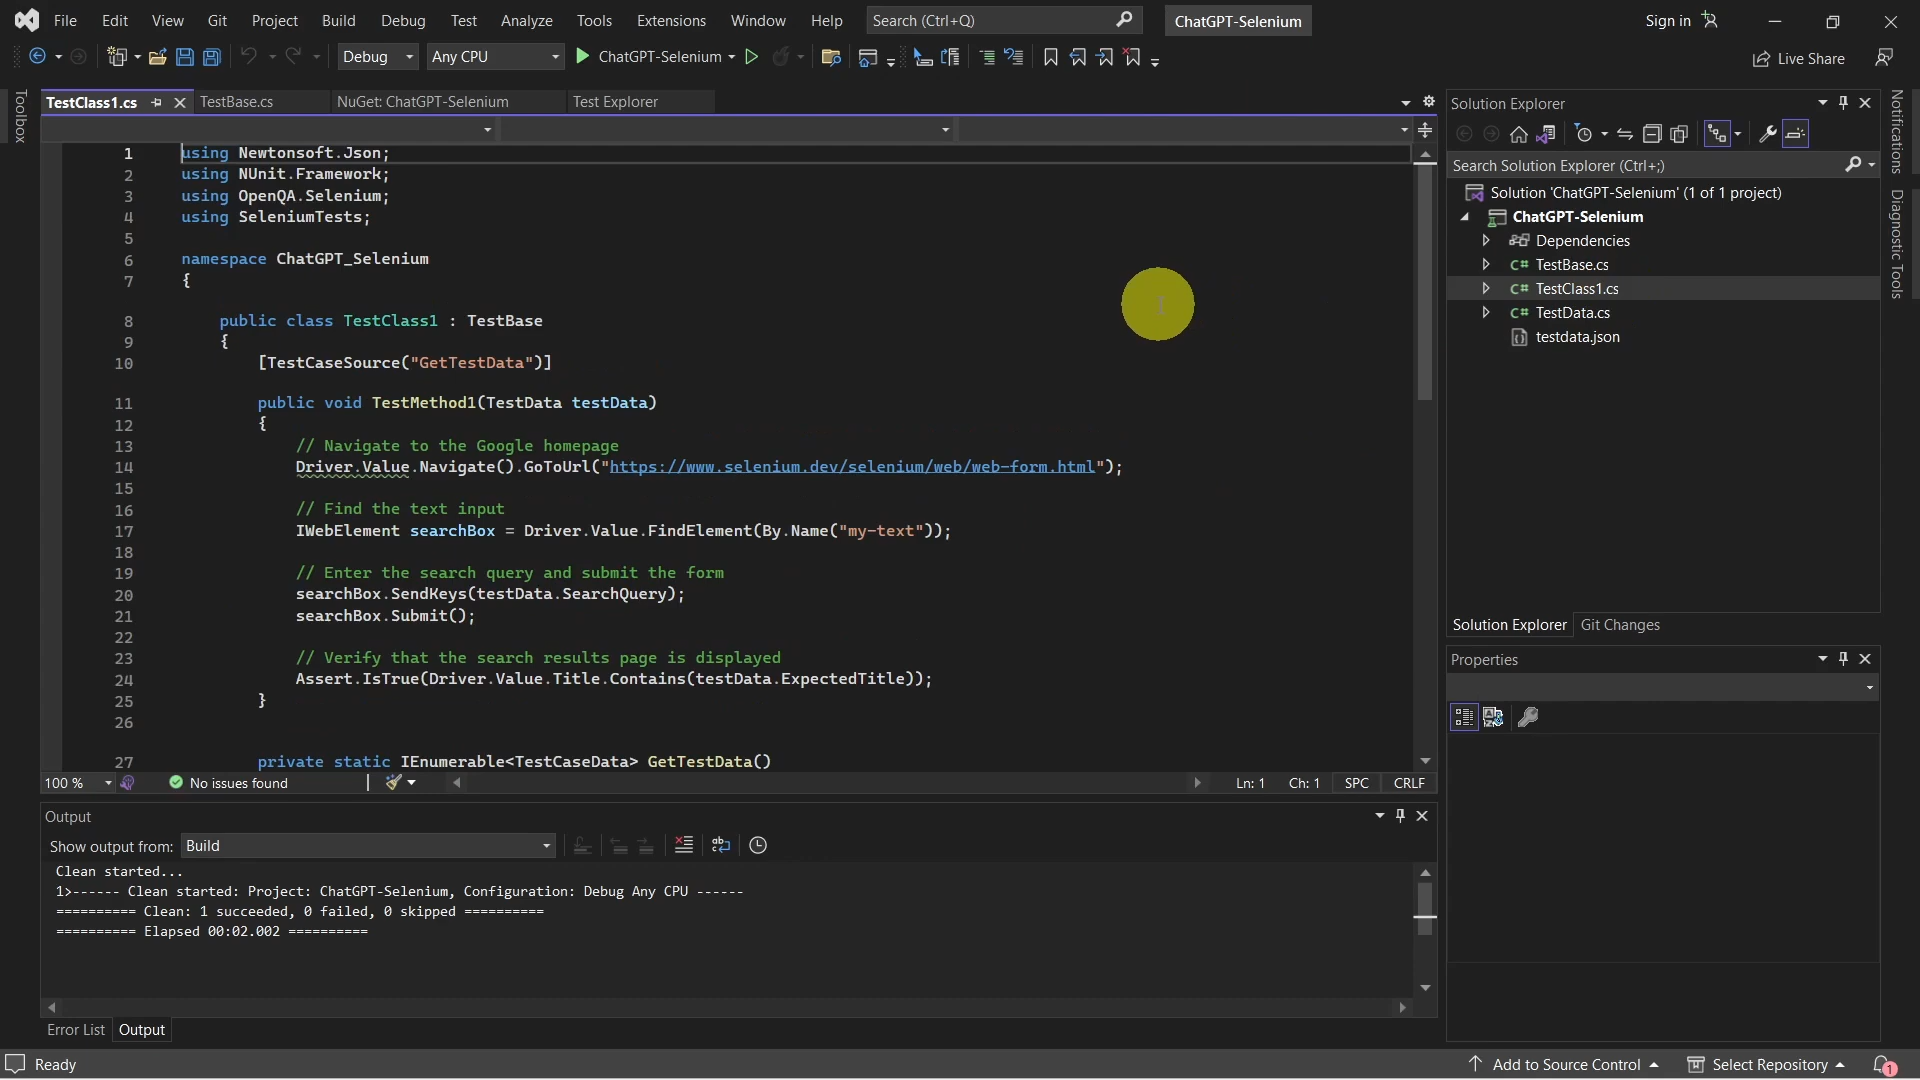 File Edit View Git Project Build Debug Test Analyze Tools Extensions Window Help Search (Ctrl+Q) ChatGPT-Selenium Sign in
Debug Any CPU ChatGPT-Selenium Live Share
Toolbox
TestClass1.cs TestBase.cs NuGet: ChatGPT-Selenium Test Explorer
1 using Newtonsoft.Json;
2 using NUnit.Framework;
3 using OpenQA.Selenium;
4 using SeleniumTests;
5
6 namespace ChatGPT_Selenium
7 {
8 public class TestClass1 : TestBase
9 {
10 [TestCaseSource("GetTestData")]
11 public void TestMethod1(TestData testData)
12 {
13 // Navigate to the Google homepage
14 Driver.Value.Navigate().GoToUrl("https://www.selenium.dev/selenium/web/web-form.html");
15
16 // Find the text input
17 IWebElement searchBox = Driver.Value.FindElement(By.Name("my-text"));
18
19 // Enter the search query and submit the form
20 searchBox.SendKeys(testData.SearchQuery);
21 searchBox.Submit();
22
23 // Verify that the search results page is displayed
24 Assert.IsTrue(Driver.Value.Title.Contains(testData.ExpectedTitle));
25 }
26
27 private static IEnumerable<TestCaseData> GetTestData()
100 % No issues found Ln: 1 Ch: 1 SPC CRLF
Output
Show output from: Build
Clean started...
1>------ Clean started: Project: ChatGPT-Selenium, Configuration: Debug Any CPU ------
========== Clean: 1 succeeded, 0 failed, 0 skipped ==========
========== Elapsed 00:02.002 ==========
Error List Output
Solution Explorer
Search Solution Explorer (Ctrl+;)
Solution 'ChatGPT-Selenium' (1 of 1 project)
ChatGPT-Selenium
Dependencies
C# TestBase.cs
C# TestClass1.cs
C# TestData.cs
testdata.json
Solution Explorer Git Changes
Properties
Notifications
Diagnostic Tools
Ready Add to Source Control Select Repository 1